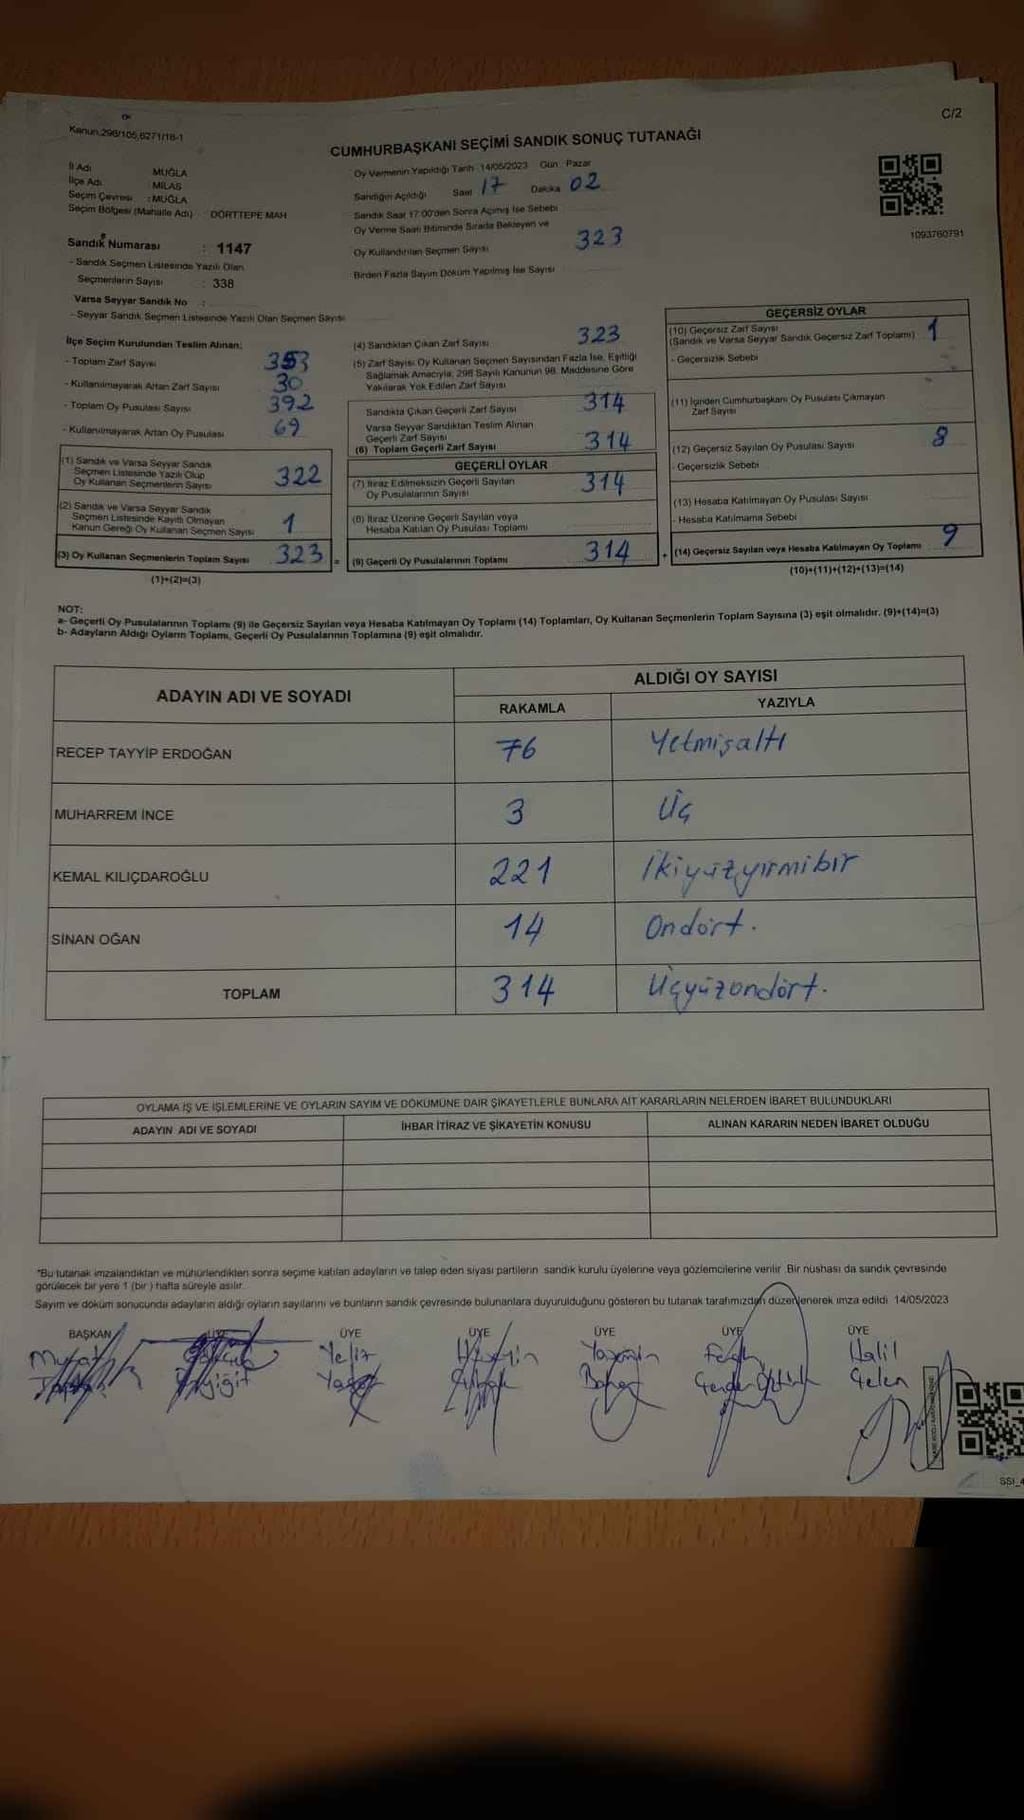 C/2
Kanun,298/105,6271/18-1
CUMHURBAŞKANI SEÇİMİ SANDIK SONUÇ TUTANAĞI
İl Adı MUĞLA
İlçe Adı MİLAS
Seçim Çevresi : MUĞLA
Seçim Bölgesi (Mahalle Adı) : DÖRTTEPE MAH
Sandık Numarası : 1147
- Sandık Seçmen Listesinde Yazılı Olan
Seçmenlerin Sayısı : 338
Varsa Seyyar Sandık No :
- Seyyar Sandık Seçmen Listesinde Yazılı Olan Seçmen Sayısı
Oy Vermenin Yapıldığı Tarih 14/05/2023 Gün Pazar
Sandığın Açıldığı Saat 17 Dakika 02
Sandık Saat 17:00'den Sonra Açılmış İse Sebebi
Oy Verme Saati Bitiminde Sırada Bekleyen ve
Oy Kullandırılan Seçmen Sayısı 323
Birden Fazla Sayım Döküm Yapılmış İse Sayısı
1093760791
İlçe Seçim Kurulundan Teslim Alınan;
- Toplam Zarf Sayısı 353
- Kullanılmayarak Artan Zarf Sayısı 30
- Toplam Oy Pusulası Sayısı 392
- Kullanılmayarak Artan Oy Pusulası 69
(1) Sandık ve Varsa Seyyar Sandık
Seçmen Listesinde Yazılı Olup
Oy Kullanan Seçmenlerin Sayısı 322
(2) Sandık ve Varsa Seyyar Sandık
Seçmen Listesinde Kayıtlı Olmayan
Kanun Gereği Oy Kullanan Seçmen Sayısı 1
(3) Oy Kullanan Seçmenlerin Toplam Sayısı 323 =
(1)+(2)=(3)
(4) Sandıktan Çıkan Zarf Sayısı 323
(5) Zarf Sayısı Oy Kullanan Seçmen Sayısından Fazla İse, Eşitliği
Sağlamak Amacıyla, 298 Sayılı Kanunun 98. Maddesine Göre
Yakılarak Yok Edilen Zarf Sayısı
Sandıkta Çıkan Geçerli Zarf Sayısı 314
Varsa Seyyar Sandıktan Teslim Alınan
Geçerli Zarf Sayısı
(6) Toplam Geçerli Zarf Sayısı 314
GEÇERLİ OYLAR
(7) İtiraz Edilmeksizin Geçerli Sayılan
Oy Pusulalarının Sayısı 314
(8) İtiraz Üzerine Geçerli Sayılan veya
Hesaba Katılan Oy Pusulası Toplamı
(9) Geçerli Oy Pusulalarının Toplamı 314 +
GEÇERSİZ OYLAR
(10) Geçersiz Zarf Sayısı
(Sandık ve Varsa Seyyar Sandık Geçersiz Zarf Toplamı) 1
- Geçersizlik Sebebi
(11) İçinden Cumhurbaşkanı Oy Pusulası Çıkmayan
Zarf Sayısı
(12) Geçersiz Sayılan Oy Pusulası Sayısı 8
- Geçersizlik Sebebi
(13) Hesaba Katılmayan Oy Pusulası Sayısı
- Hesaba Katılmama Sebebi
(14) Geçersiz Sayılan veya Hesaba Katılmayan Oy Toplamı 9
(10)+(11)+(12)+(13)=(14)
NOT:
a- Geçerli Oy Pusulalarının Toplamı (9) ile Geçersiz Sayılan veya Hesaba Katılmayan Oy Toplamı (14) Toplamları, Oy Kullanan Seçmenlerin Toplam Sayısına (3) eşit olmalıdır. (9)+(14)=(3)
b- Adayların Aldığı Oyların Toplamı, Geçerli Oy Pusulalarının Toplamına (9) eşit olmalıdır.
ADAYIN ADI VE SOYADI ALDIĞI OY SAYISI
RAKAMLA YAZIYLA
RECEP TAYYİP ERDOĞAN 76 Yetmişaltı
MUHARREM İNCE 3 Üç
KEMAL KILIÇDAROĞLU 221 İkiyüzyirmibir
SİNAN OĞAN 14 Ondört.
TOPLAM 314 Üçyüzondört.
OYLAMA İŞ VE İŞLEMLERİNE VE OYLARIN SAYIM VE DÖKÜMÜNE DAİR ŞİKAYETLERLE BUNLARA AİT KARARLARIN NELERDEN İBARET BULUNDUKLARI
ADAYIN ADI VE SOYADI İHBAR İTİRAZ VE ŞİKAYETİN KONUSU ALINAN KARARIN NEDEN İBARET OLDUĞU
*Bu tutanak imzalandıktan ve mühürlendikten sonra seçime katılan adayların ve talep eden siyasi partilerin sandık kurulu üyelerine veya gözlemcilerine verilir. Bir nüshası da sandık çevresinde
görülecek bir yere 1 (bir) hafta süreyle asılır.
Sayım ve döküm sonucunda adayların aldığı oyların sayılarını ve bunların sandık çevresinde bulunanlara duyurulduğunu gösteren bu tutanak tarafımızdan düzenlenerek imza edildi. 14/05/2023
BAŞKAN ÜYE ÜYE ÜYE ÜYE ÜYE
Murat Yeliz Hüseyin Yasemin Halil
Gelen
SSI_4